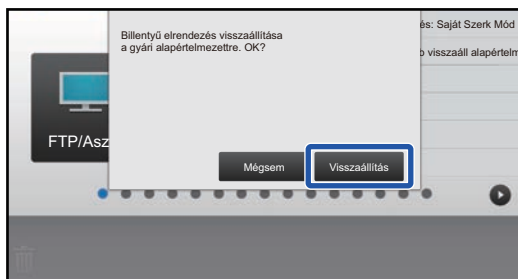 Billentyű elrendezés visszaállítása
a gyári alapértelmezettre. OK?
és: Saját Szerk Mód
visszaáll alapértelm
FTP/Asz
Mégsem
Visszaállítás